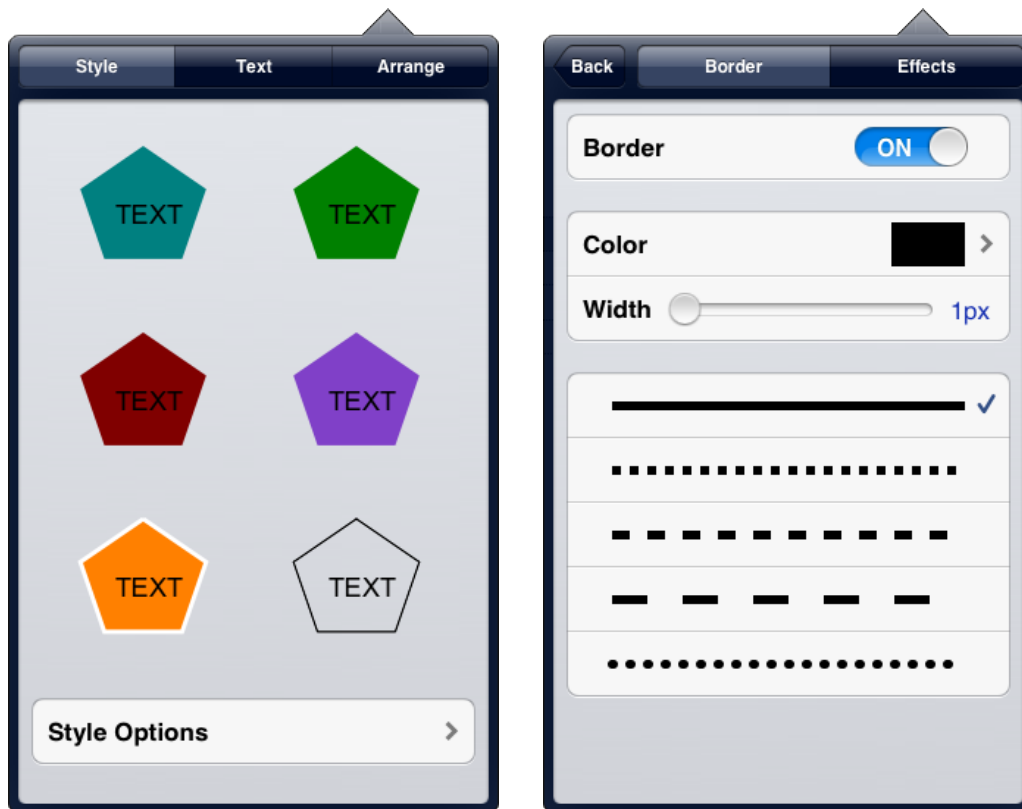 Style Text Arrange
TEXT TEXT
TEXT TEXT
TEXT TEXT
Style Options
Back Border Effects
Border ON
Color
Width 1px